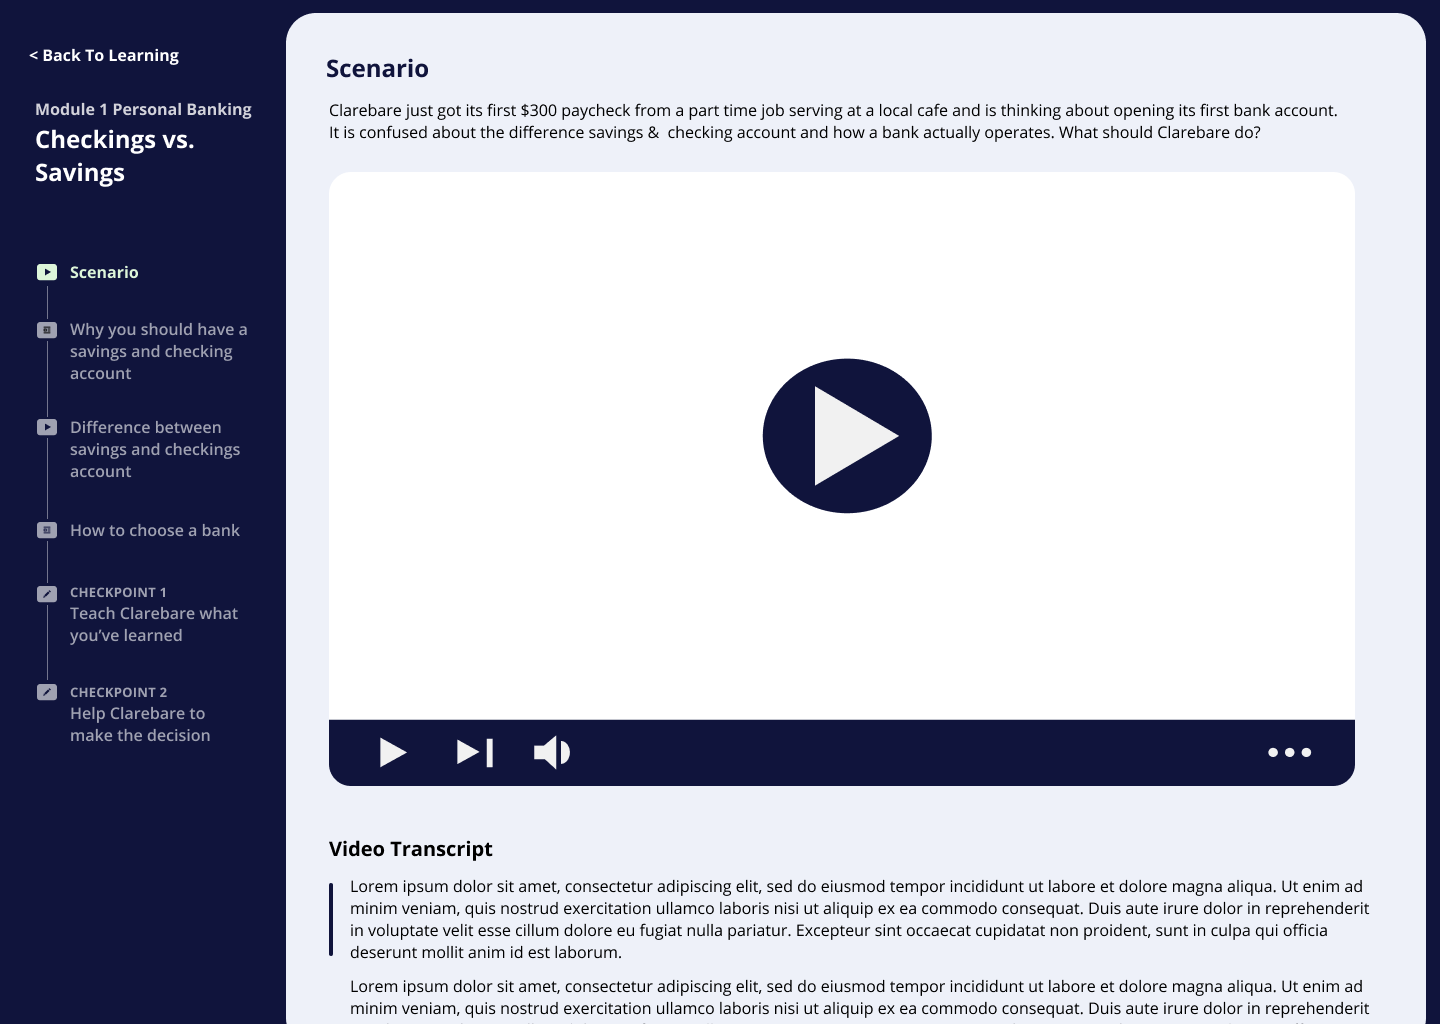 < Back To Learning
Module 1 Personal Banking
Checkings vs.
Savings
Scenario
Why you should have a
savings and checking
account
Difference between
savings and checkings
account
How to choose a bank
CHECKPOINT 1
Teach Clarebare what
you’ve learned
CHECKPOINT 2
Help Clarebare to
make the decision
Scenario
Clarebare just got its first $300 paycheck from a part time job serving at a local cafe and is thinking about opening its first bank account.
It is confused about the difference savings &  checking account and how a bank actually operates. What should Clarebare do?
Video Transcript
Lorem ipsum dolor sit amet, consectetur adipiscing elit, sed do eiusmod tempor incididunt ut labore et dolore magna aliqua. Ut enim ad
minim veniam, quis nostrud exercitation ullamco laboris nisi ut aliquip ex ea commodo consequat. Duis aute irure dolor in reprehenderit
in voluptate velit esse cillum dolore eu fugiat nulla pariatur. Excepteur sint occaecat cupidatat non proident, sunt in culpa qui officia
deserunt mollit anim id est laborum.
Lorem ipsum dolor sit amet, consectetur adipiscing elit, sed do eiusmod tempor incididunt ut labore et dolore magna aliqua. Ut enim ad
minim veniam, quis nostrud exercitation ullamco laboris nisi ut aliquip ex ea commodo consequat. Duis aute irure dolor in reprehenderit